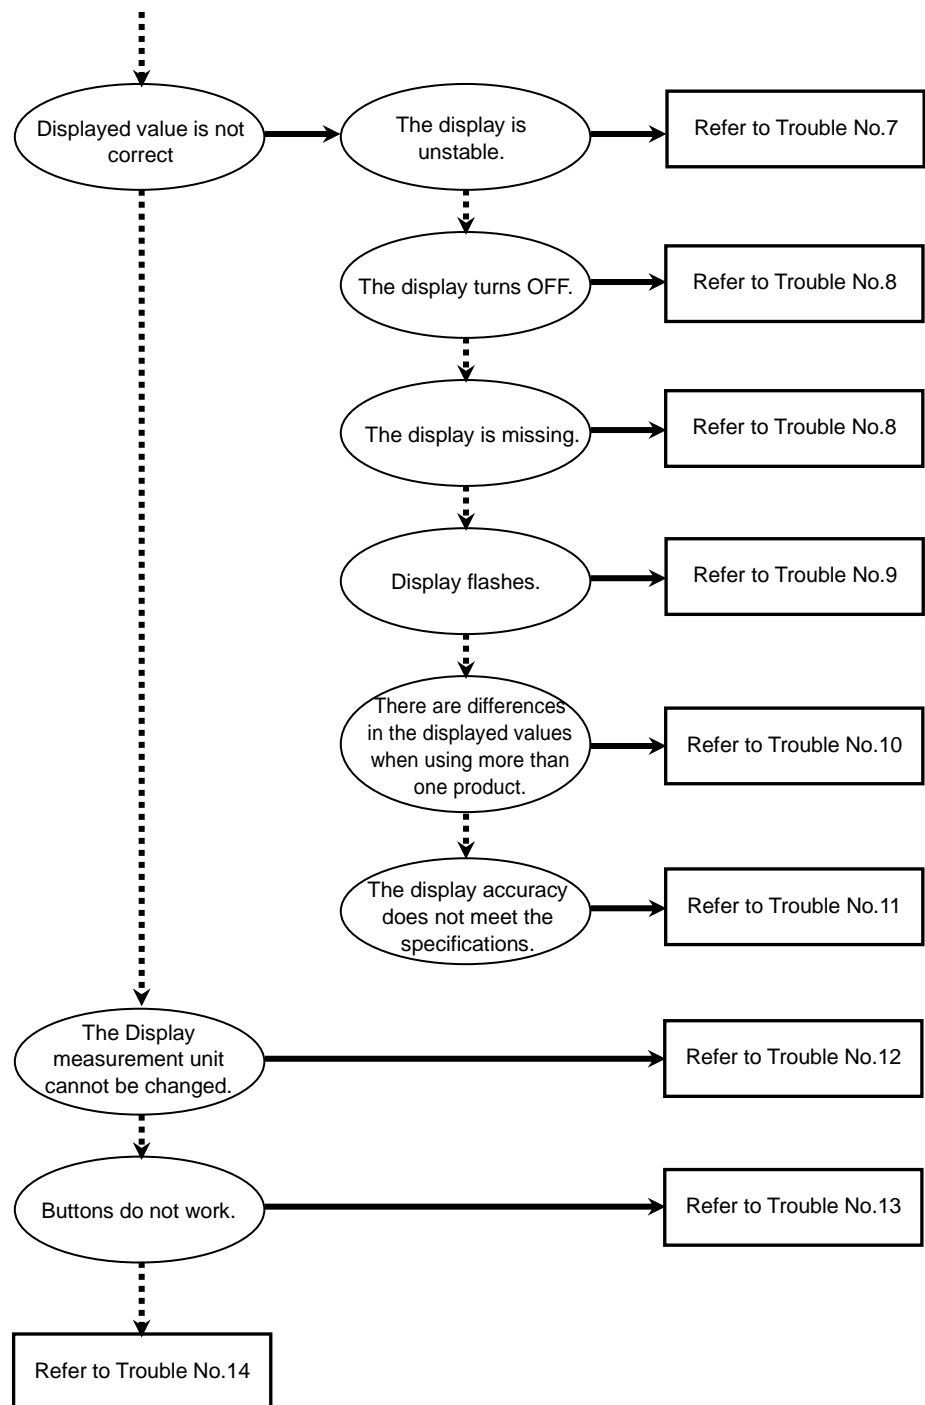 Displayed value is not
correct
The display is
unstable.
Refer to Trouble No.7
The display turns OFF.
Refer to Trouble No.8
The display is missing.
Refer to Trouble No.8
Display flashes.
Refer to Trouble No.9
There are differences
in the displayed values
when using more than
one product.
Refer to Trouble No.10
The display accuracy
does not meet the
specifications.
Refer to Trouble No.11
The Display
measurement unit
cannot be changed.
Refer to Trouble No.12
Buttons do not work.
Refer to Trouble No.13
Refer to Trouble No.14